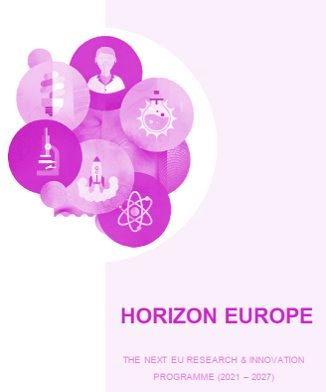 HORIZON EUROPE
THE NEXT EU RESEARCH & INNOVATION
PROGRAMME (2021 – 2027)